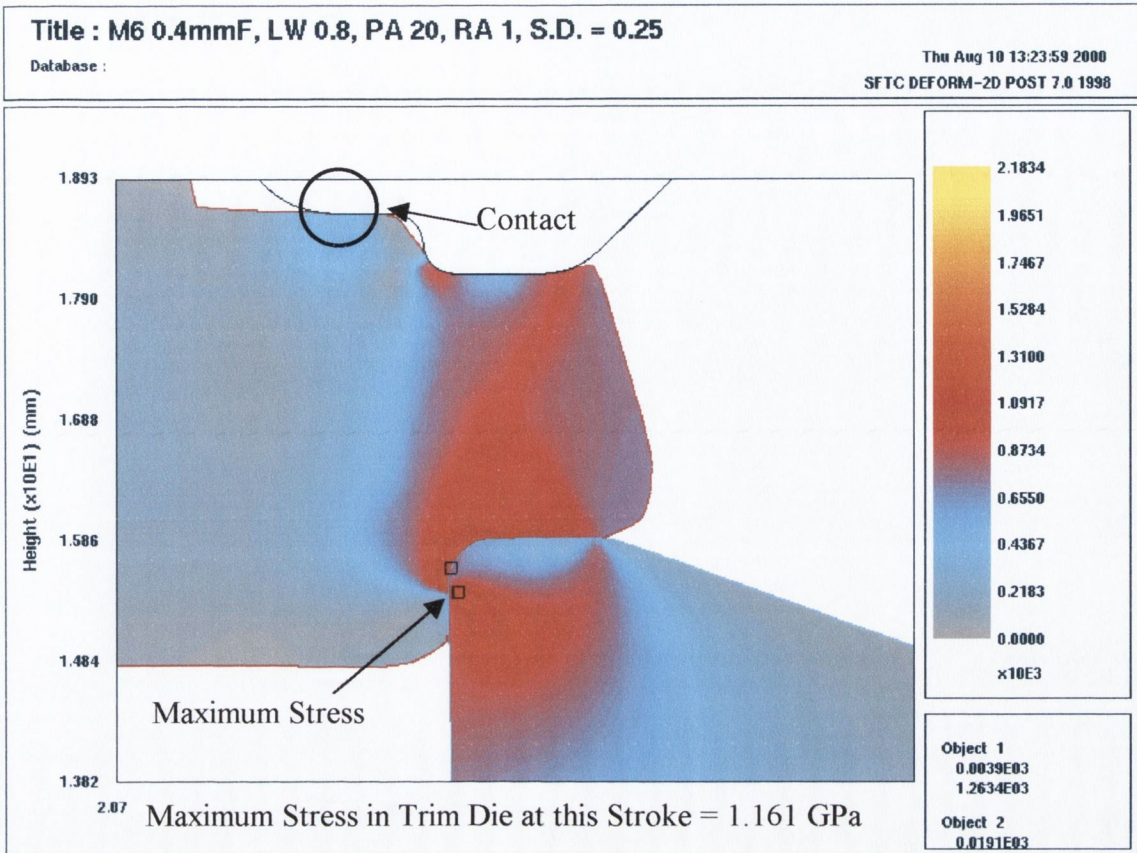 Title : M6 0.4mmF, LW 0.8, PA 20, RA 1, S.D. = 0.25
Database :
Thu Aug 10 13:23:59 2000
SFTC DEFORM-2D POST 7.0 1998
Height (x10E1) (mm)
1.893
1.790
1.688
1.586
1.484
1.382
2.07
Contact
Maximum Stress
Maximum Stress in Trim Die at this Stroke = 1.161 GPa
2.1834
1.9651
1.7467
1.5284
1.3100
1.0917
0.8734
0.6550
0.4367
0.2183
0.0000
x10E3
Object 1
0.0039E03
1.2634E03
Object 2
0.0191E03